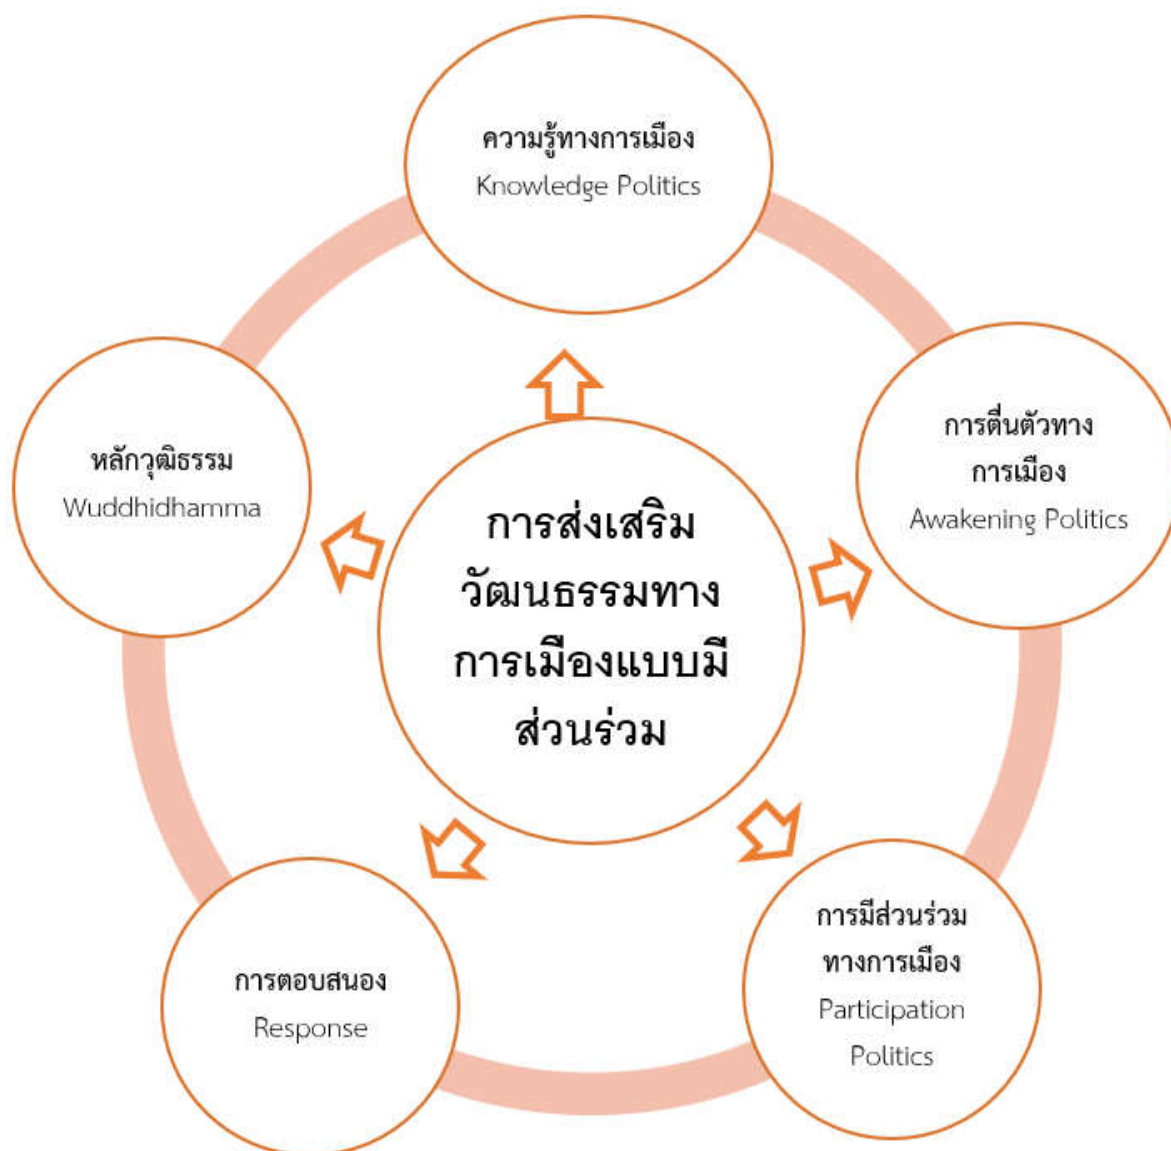 ความรู้ทางการเมือง
Knowledge Politics
การตื่นตัวทาง
การเมือง
Awakening Politics
หลักวุฒิธรรม
Wuddhidhamma
การส่งเสริม
วัฒนธรรมทาง
การเมืองแบบมี
ส่วนร่วม
การมีส่วนร่วม
ทางการเมือง
Participation
Politics
การตอบสนอง
Response